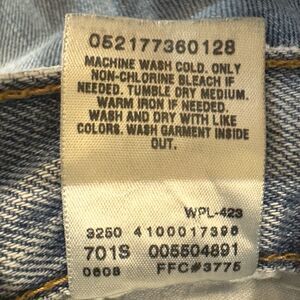 052177360128
MACHINE WASH COLD. ONLY
NON-CHLORINE BLEACH IF
NEEDED. TUMBLE DRY MEDIUM.
WARM IRON IF NEEDED.
WASH AND DRY WITH LIKE
COLORS. WASH GARMENT INSIDE
OUT.
WPL-423
3250 4100017398
701S 005504891
0608 FFC#3775